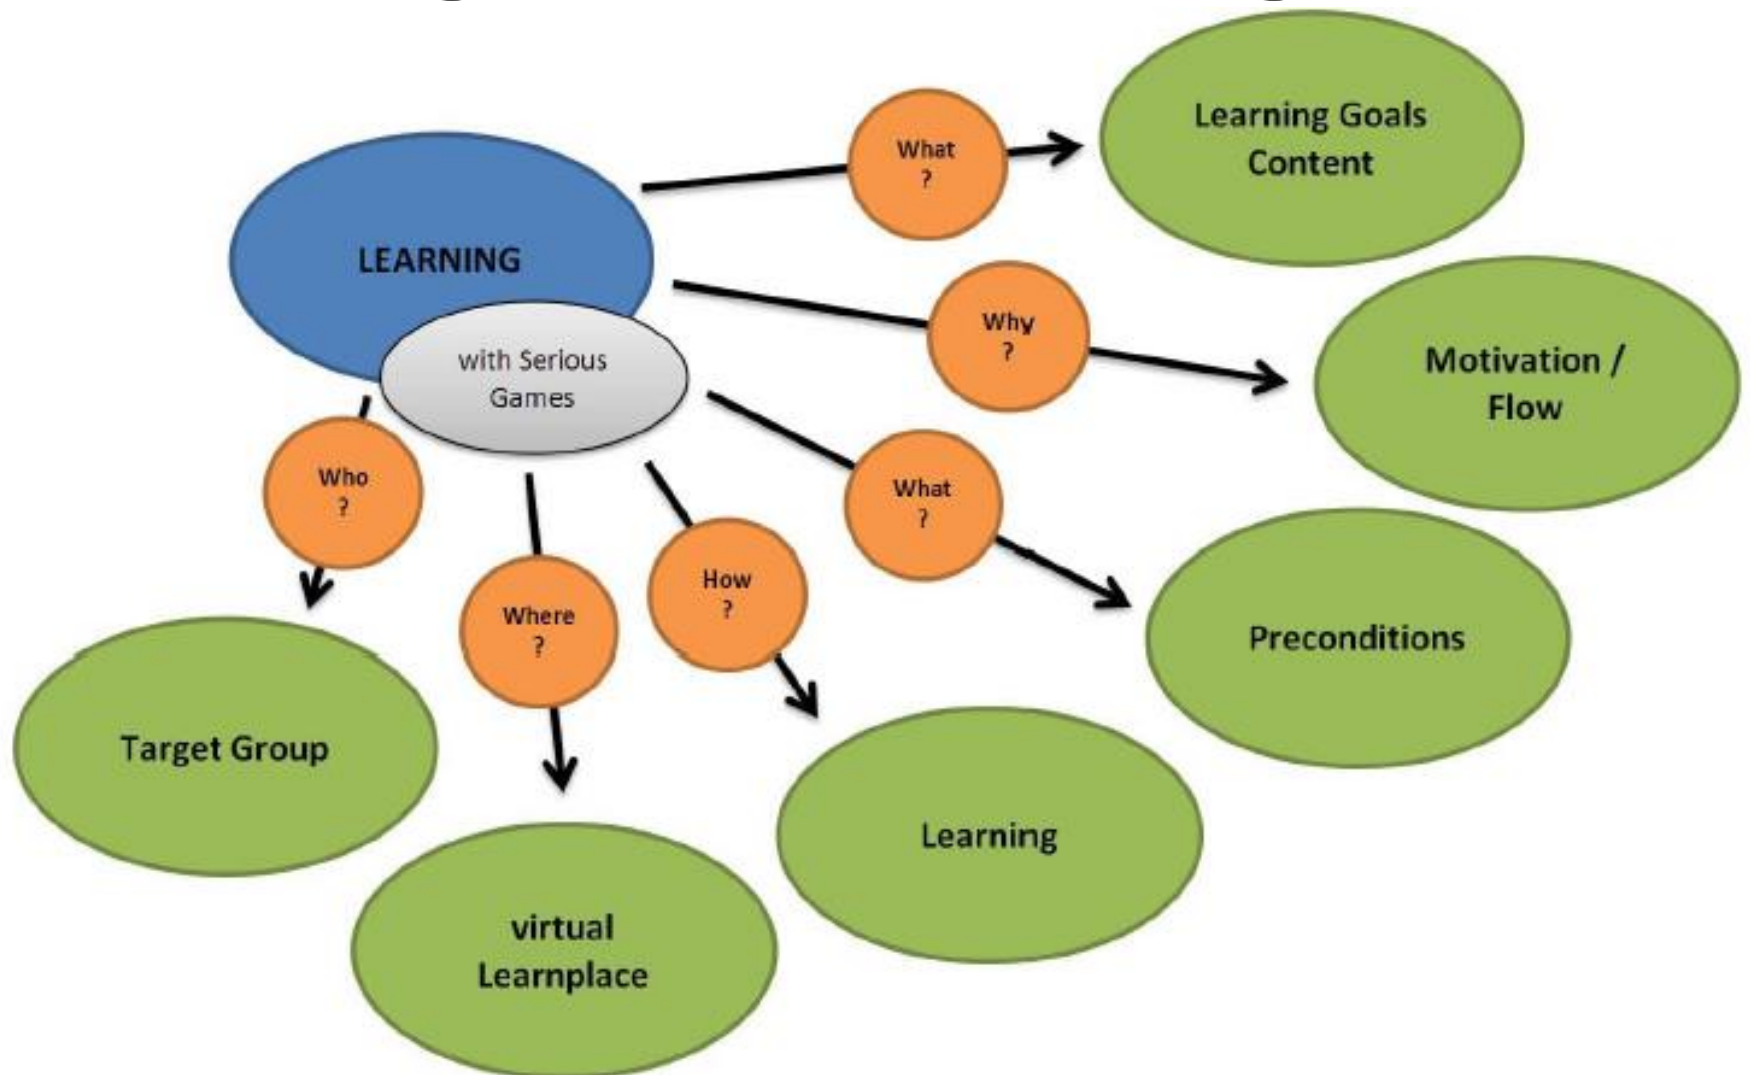 What
?
Learning Goals
Content
LEARNING
with Serious
Games
Why
?
Motivation /
Flow
Who
?
What
?
Where
?
How
?
Preconditions
Target Group
Learning
virtual
Learnplace